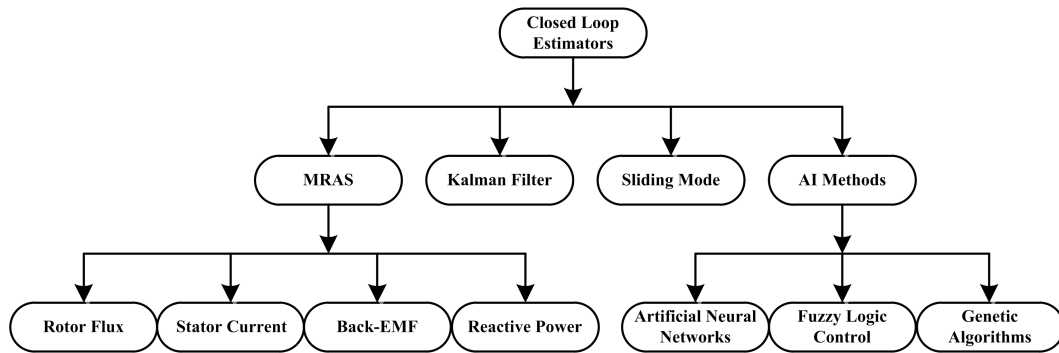 Closed Loop
Estimators
MRAS
Kalman Filter
Sliding Mode
AI Methods
Rotor Flux
Stator Current
Back-EMF
Reactive Power
Artificial Neural
Networks
Fuzzy Logic
Control
Genetic
Algorithms